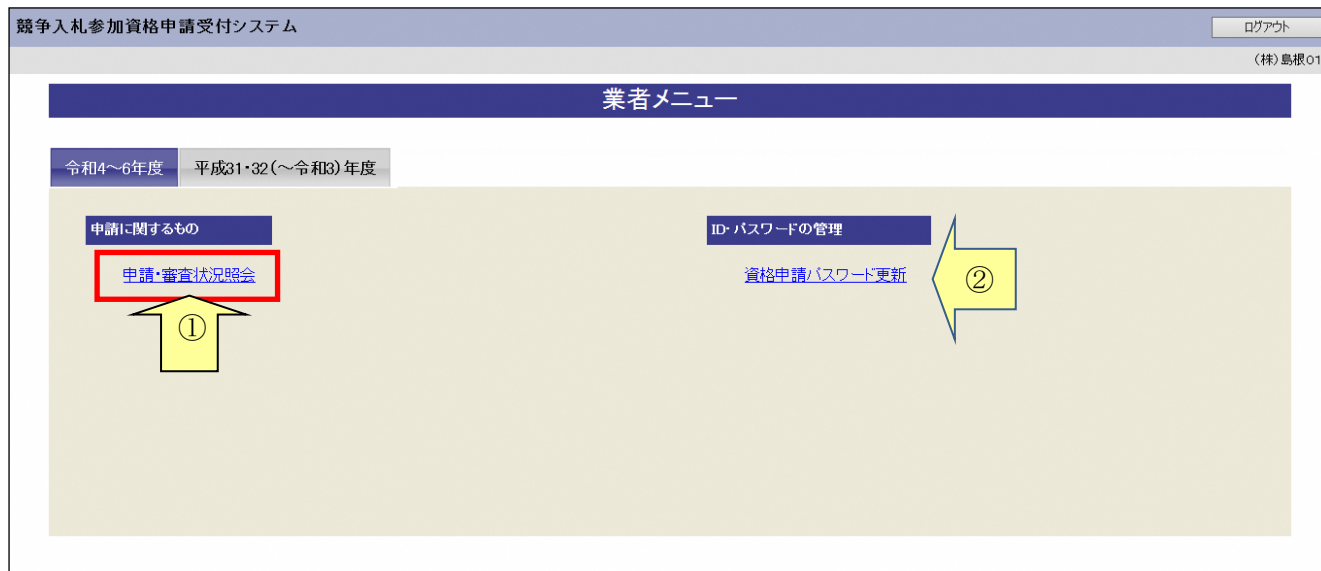 競争入札参加資格申請受付システム
ログアウト
(株)島根01
業者メニュー
令和4～6年度 平成31・32(～令和3)年度
申請に関するもの
ID・パスワードの管理
申請・審査状況照会
資格申請パスワード更新
②
①